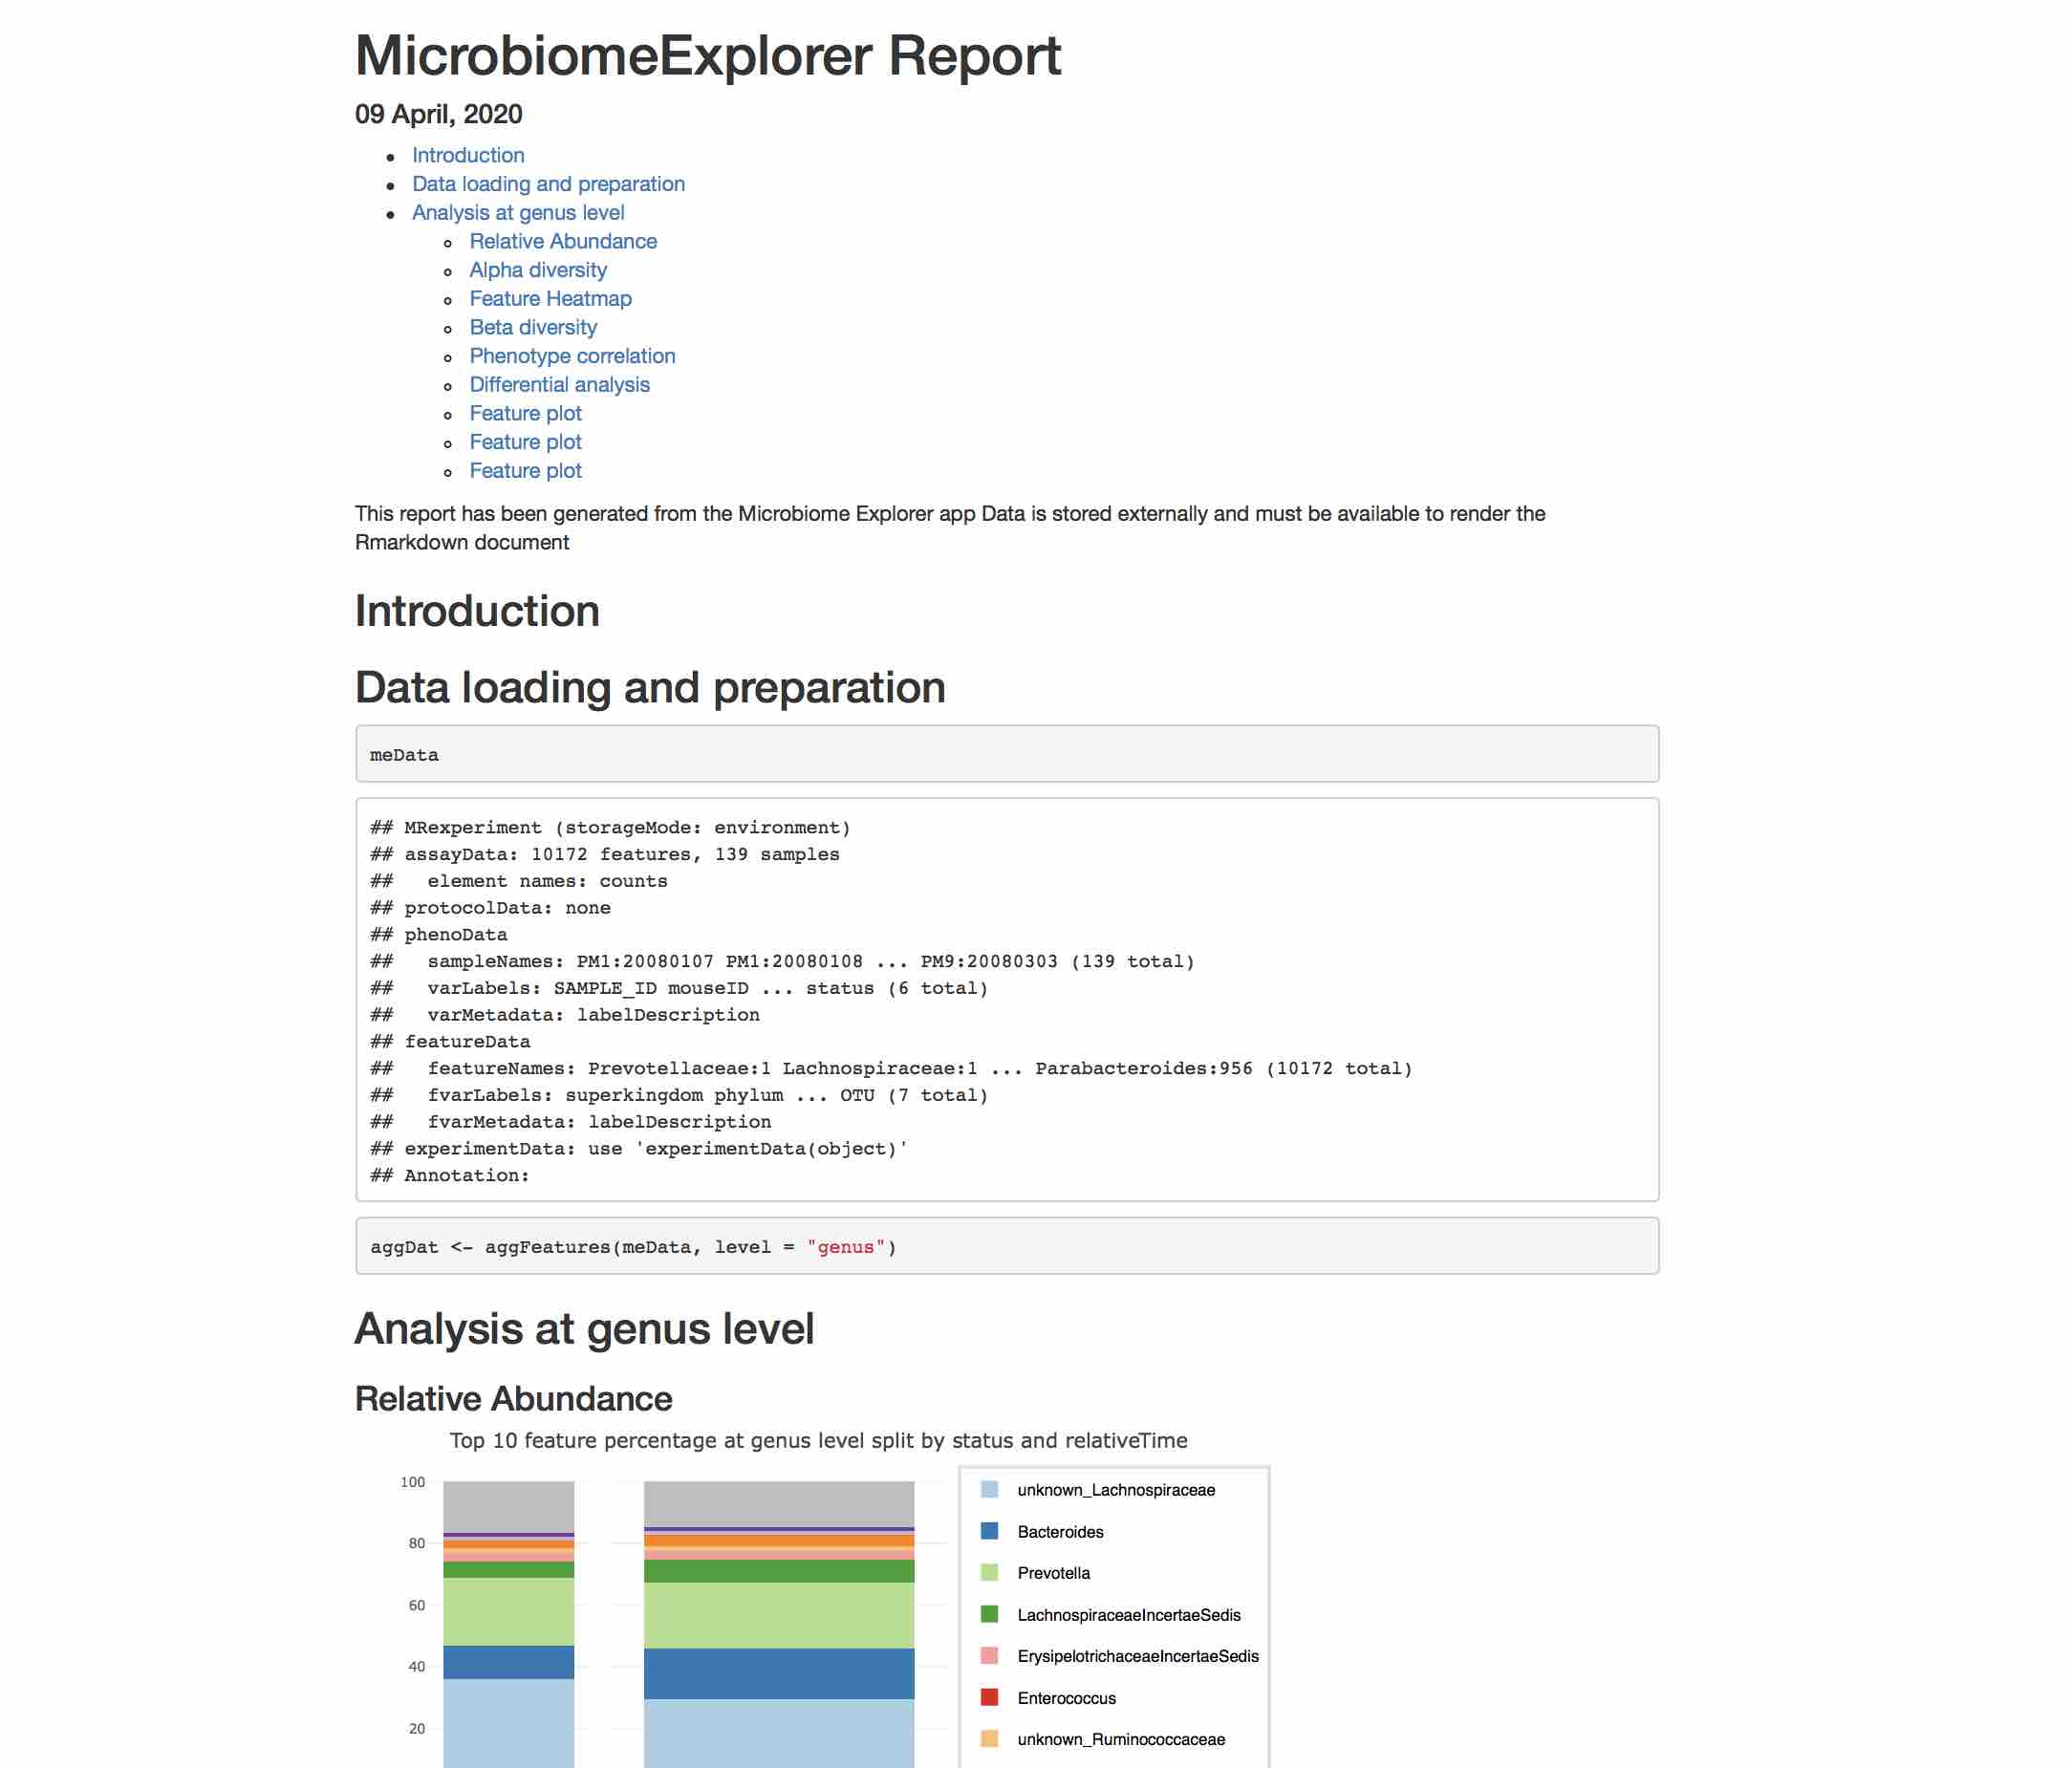 MicrobiomeExplorer Report
09 April, 2020
Introduction
Data loading and preparation
Analysis at genus level
Relative Abundance
Alpha diversity
Feature Heatmap
Beta diversity
Phenotype correlation
Differential analysis
Feature plot
Feature plot
Feature plot
This report has been generated from the Microbiome Explorer app Data is stored externally and must be available to render the
Rmarkdown document
Introduction
Data loading and preparation
meData
## MRexperiment (storageMode: environment)
## assayData: 10172 features, 139 samples
##   element names: counts
## protocolData: none
## phenoData
##   sampleNames: PM1:20080107 PM1:20080108 ... PM9:20080303 (139 total)
##   varLabels: SAMPLE_ID mouseID ... status (6 total)
##   varMetadata: labelDescription
## featureData
##   featureNames: Prevotellaceae:1 Lachnospiraceae:1 ... Parabacteroides:956 (10172 total)
##   fvarLabels: superkingdom phylum ... OTU (7 total)
##   fvarMetadata: labelDescription
## experimentData: use 'experimentData(object)'
## Annotation:
aggDat <- aggFeatures(meData, level = "genus")
Analysis at genus level
Relative Abundance
Top 10 feature percentage at genus level split by status and relativeTime
100
80
60
40
20
unknown_Lachnospiraceae
Bacteroides
Prevotella
LachnospiraceaeIncertaeSedis
ErysipelotrichaceaeIncertaeSedis
Enterococcus
unknown_Ruminococcaceae